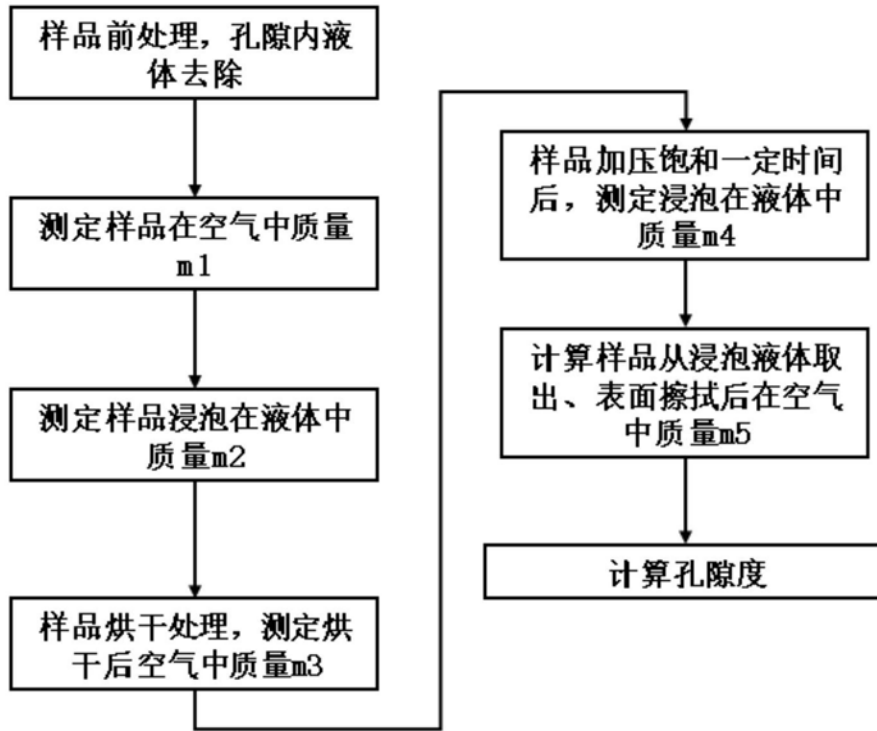 样品前处理，孔隙内液
体去除
测定样品在空气中质量
m1
测定样品浸泡在液体中
质量m2
样品烘干处理，测定烘
干后空气中质量m3
样品加压饱和一定时间
后，测定浸泡在液体中
质量m4
计算样品从浸泡液体取
出、表面擦拭后在空气
中质量m5
计算孔隙度